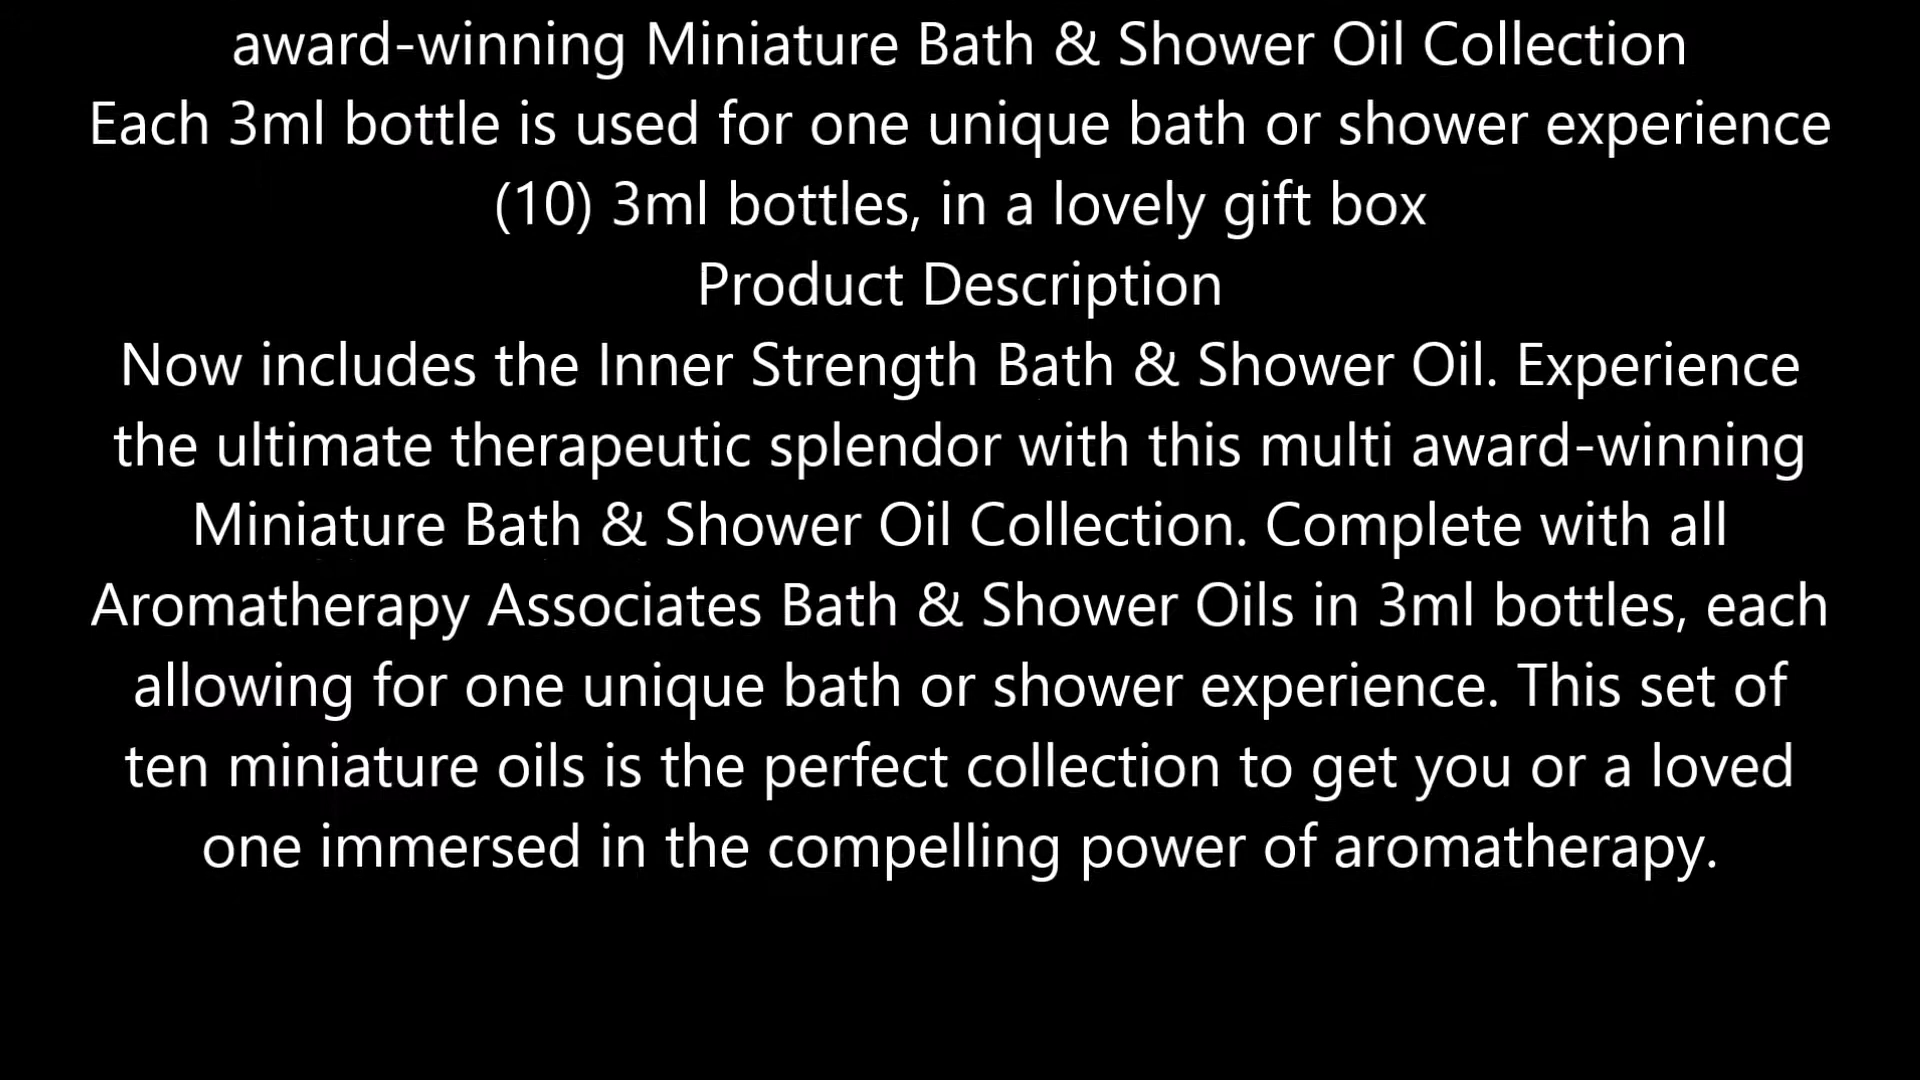 award-winning Miniature Bath & Shower Oil Collection
Each 3ml bottle is used for one unique bath or shower experience
(10) 3ml bottles, in a lovely gift box
Product Description
Now includes the Inner Strength Bath & Shower Oil. Experience
the ultimate therapeutic splendor with this multi award-winning
Miniature Bath & Shower Oil Collection. Complete with all
Aromatherapy Associates Bath & Shower Oils in 3ml bottles, each
allowing for one unique bath or shower experience. This set of
ten miniature oils is the perfect collection to get you or a loved
one immersed in the compelling power of aromatherapy.